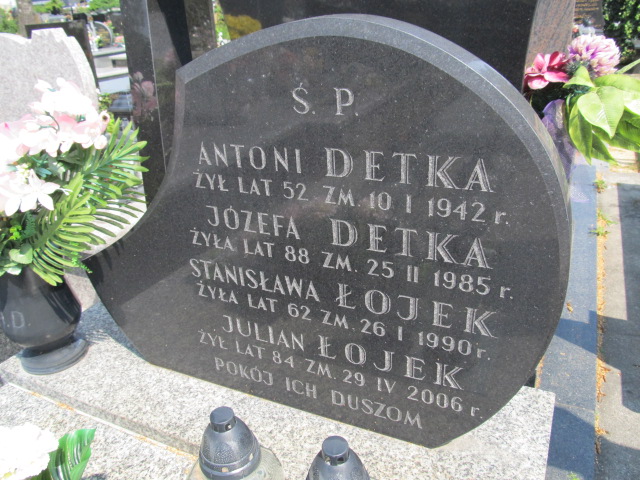 Ś. P.
ANTONI DETKA
ŻYŁ LAT 52 ZM. 10 I 1942 r.
JÓZEFA DETKA
ŻYŁA LAT 88 ZM. 25 II 1985 r.
STANISŁAWA ŁOJEK
ŻYŁA LAT 62 ZM. 26 I 1990 r.
JULIAN ŁOJEK
ŻYŁ LAT 84 ZM. 29 IV 2006 r.
POKÓJ ICH DUSZOM